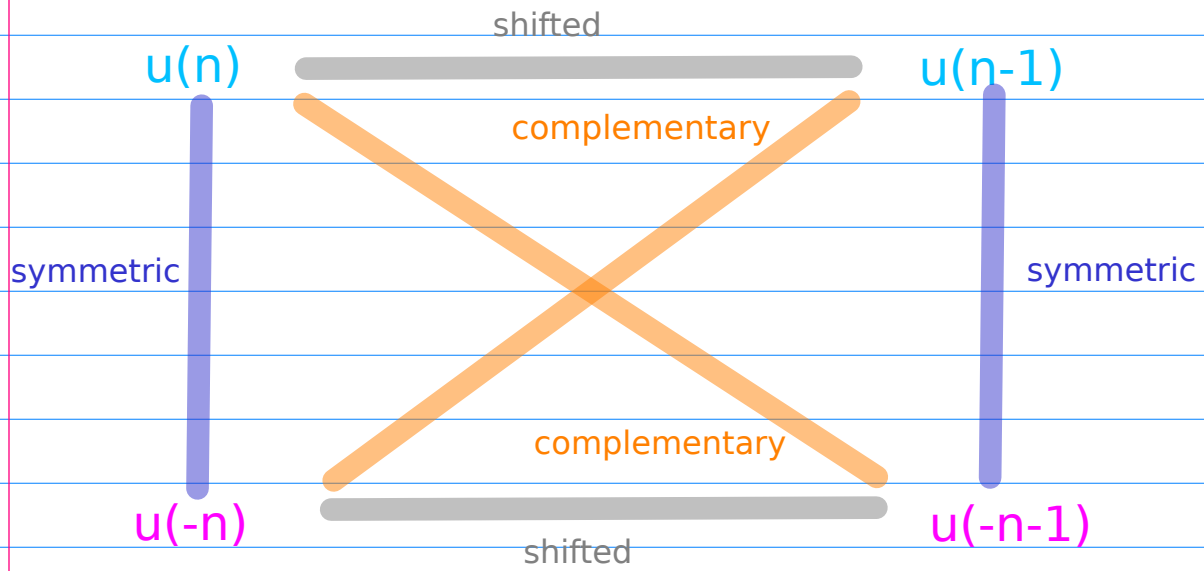 shifted
u(n)
u(n-1)
complementary
symmetric
symmetric
complementary
u(-n)
u(-n-1)
shifted